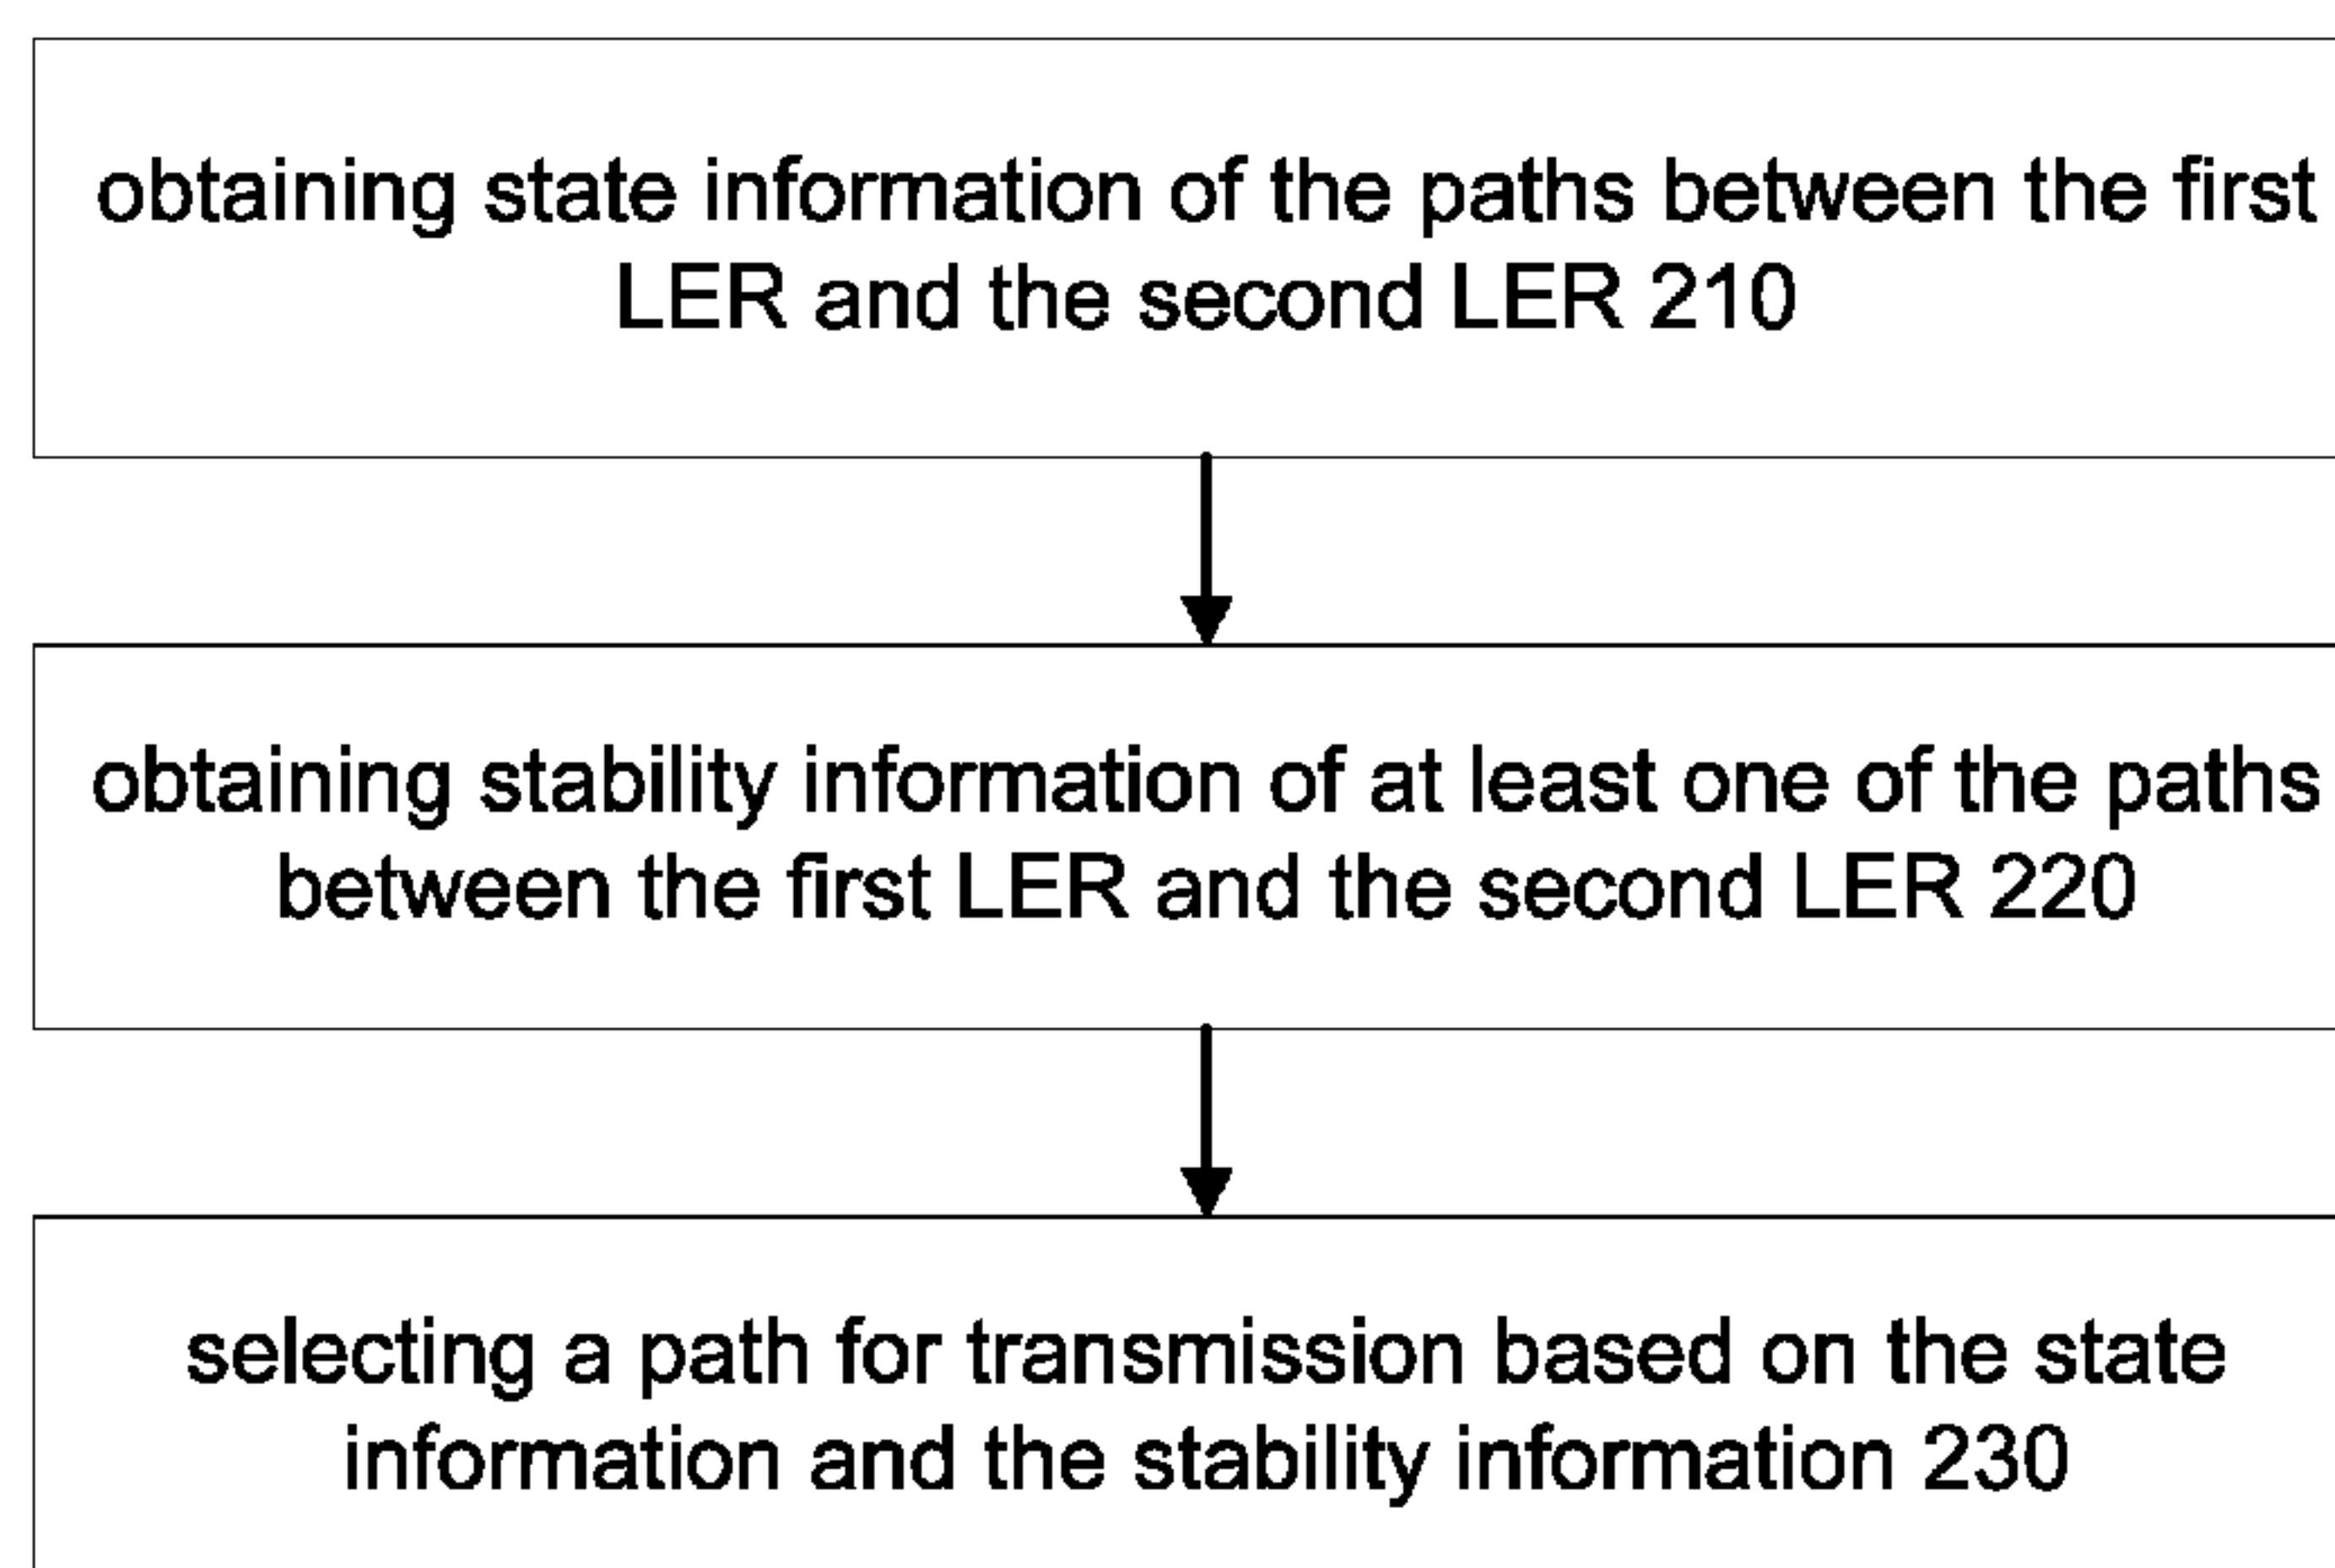 obtaining state information of the paths between the first
LER and the second LER 210
obtaining stability information of at least one of the paths
between the first LER and the second LER 220
selecting a path for transmission based on the state
information and the stability information 230